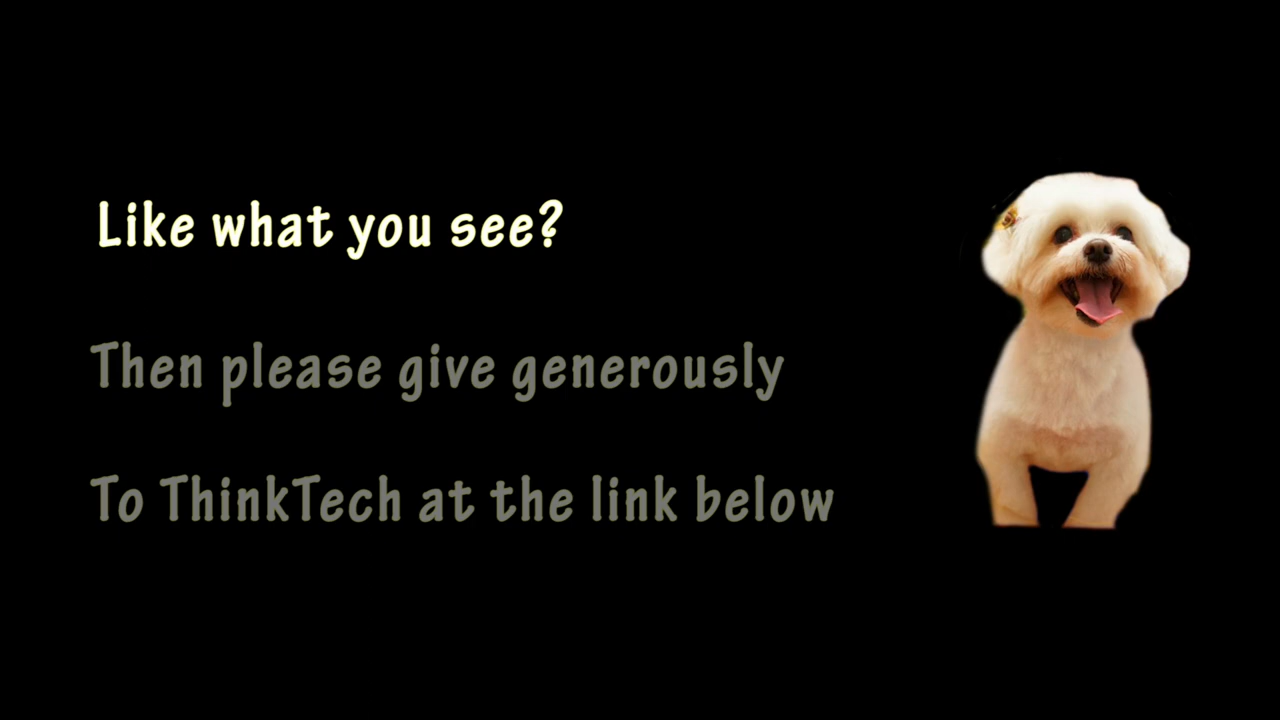 Like what you see?
Then please give generously
To ThinkTech at the link below